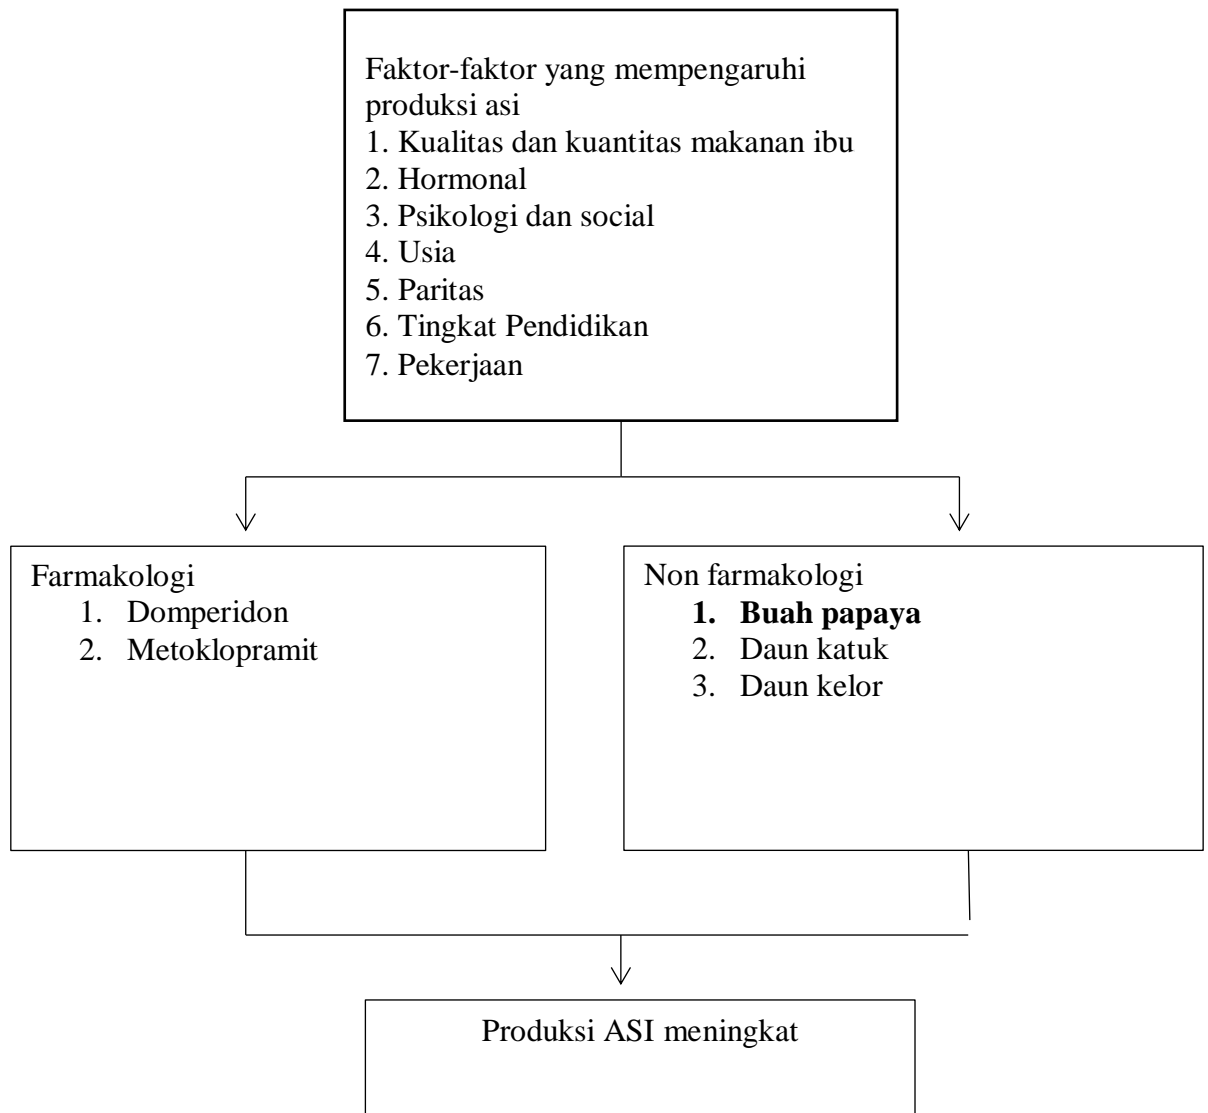 Faktor-faktor yang mempengaruhi
produksi asi
1. Kualitas dan kuantitas makanan ibu
2. Hormonal
3. Psikologi dan social
4. Usia
5. Paritas
6. Tingkat Pendidikan
7. Pekerjaan
Farmakologi
1. Domperidon
2. Metoklopramit
Non farmakologi
1. Buah papaya
2. Daun katuk
3. Daun kelor
Produksi ASI meningkat